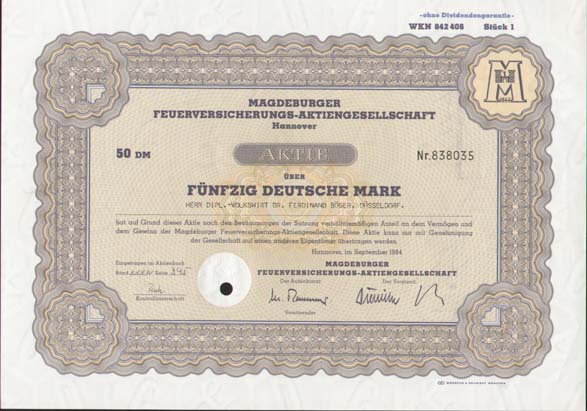 -ohne Dividendengarantie-
WKN 842 406 Stück 1
MAGDEBURGER
FEUERVERSICHERUNGS-AKTIENGESELLSCHAFT
Hannover
50 DM
AKTIE
Nr. 838035
ÜBER
FÜNFZIG DEUTSCHE MARK
HERR DIPL.-VOLKSWIRT DR. FERDINAND BÖGER, DÜSSELDORF,
hat auf Grund dieser Aktie nach den Bestimmungen der Satzung verhältnismäßigen Anteil an dem Vermögen und
dem Gewinn der Magdeburger Feuerversicherungs-Aktiengesellschaft. Diese Aktie kann nur mit Genehmigung
der Gesellschaft auf einen anderen Eigentümer übertragen werden.
Hannover, im September 1984
Eingetragen im Aktienbuch
Band Seite 345
MAGDEBURGER
FEUERVERSICHERUNGS-AKTIENGESELLSCHAFT
Der Aufsichtsrat Der Vorstand
Kontrollunterschrift
Vorsitzender